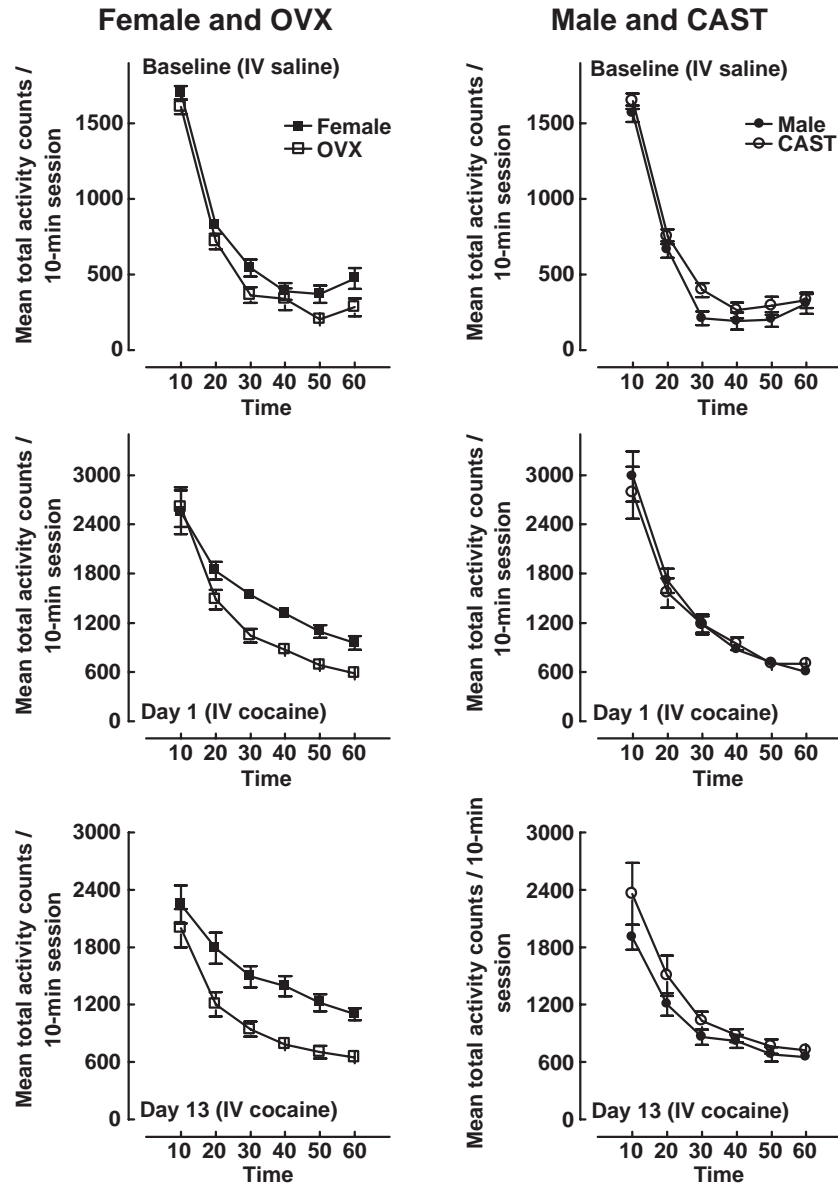 Female and OVX
Male and CAST
Baseline (IV saline)
Mean total activity counts /
10-min session
1500
1000
500
0
Female
OVX
10 20 30 40 50 60
Time
Baseline (IV saline)
Mean total activity counts /
10-min session
1500
1000
500
0
Male
CAST
10 20 30 40 50 60
Time
Mean total activity counts /
10-min session
3000
2400
1800
1200
600
0
Day 1 (IV cocaine)
10 20 30 40 50 60
Time
Mean total activity counts /
10-min session
3000
2400
1800
1200
600
0
Day 1 (IV cocaine)
10 20 30 40 50 60
Time
Mean total activity counts /
10-min session
3000
2400
1800
1200
600
0
Day 13 (IV cocaine)
10 20 30 40 50 60
Time
Mean total activity counts / 10-min
session
3000
2400
1800
1200
600
0
Day 13 (IV cocaine)
10 20 30 40 50 60
Time